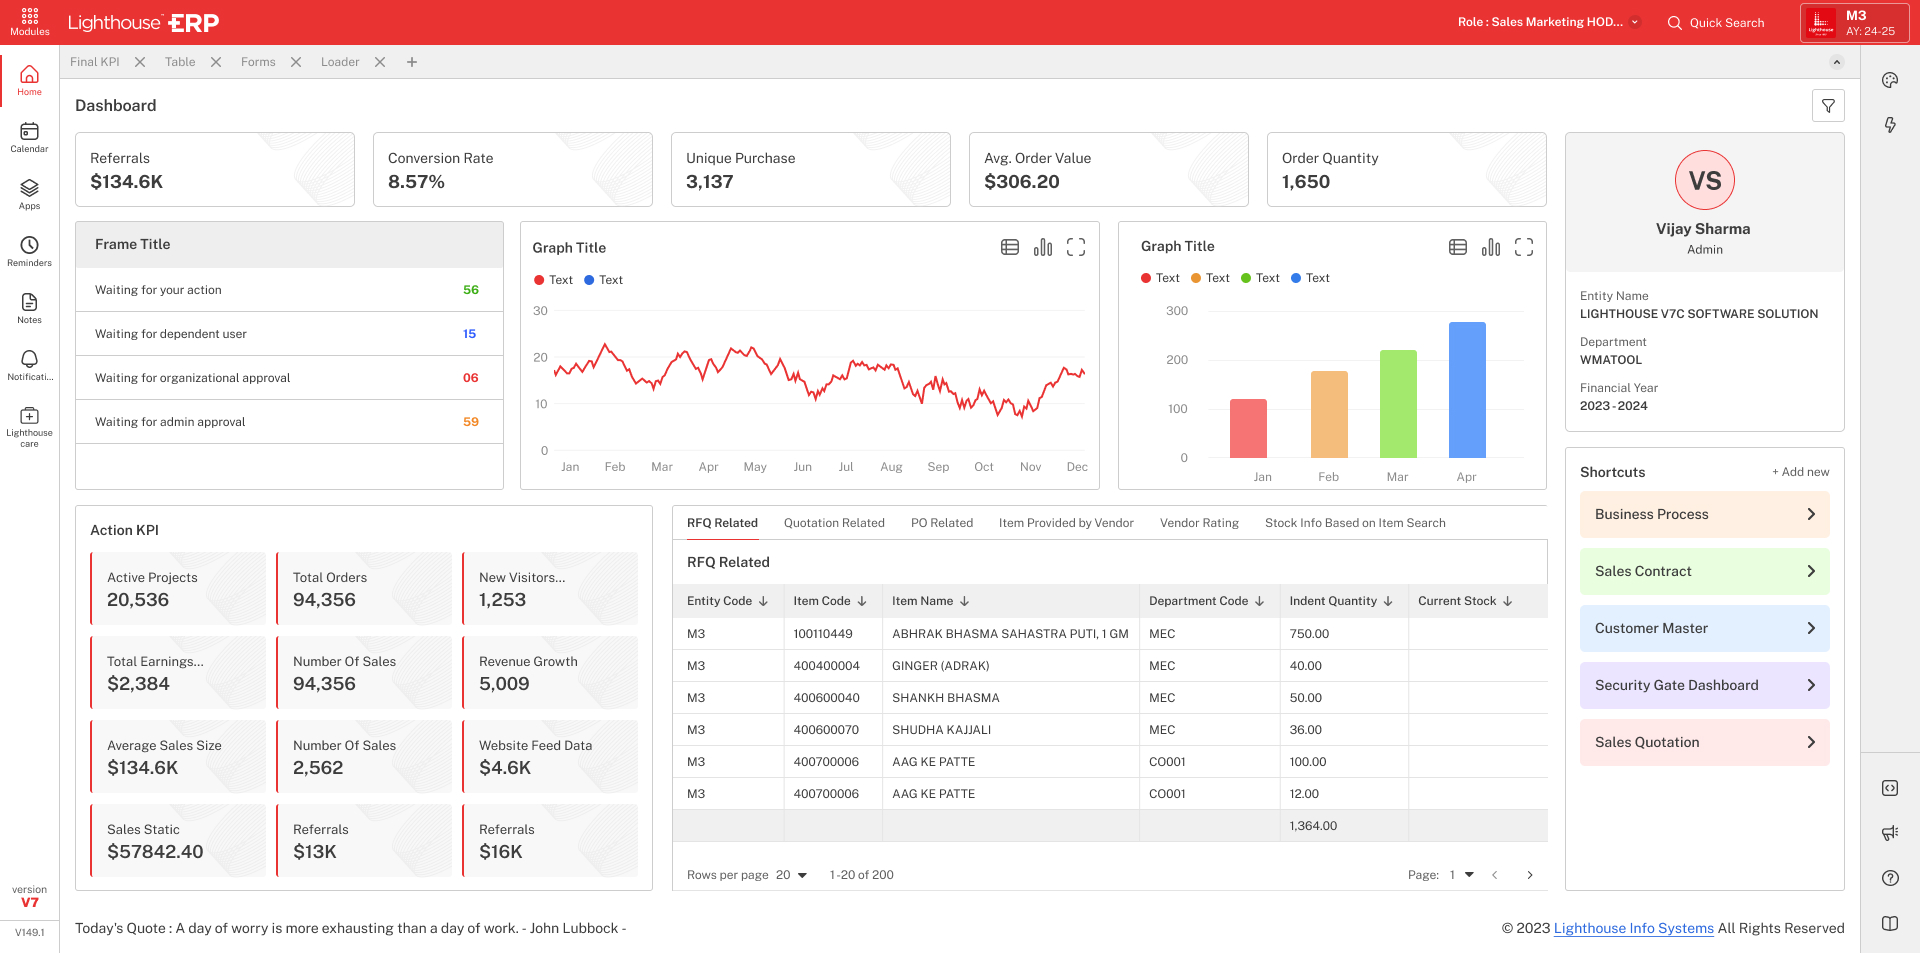 Modules
Lighthouse ERP
Role : Sales Marketing HOD...
Quick Search
M3
AY: 24-25
Final KPI
Table
Forms
Loader
Home
Calendar
Apps
Reminders
Notes
Notificati...
Lighthouse
care
version
V7
V149.1
Dashboard
Referrals
$134.6K
Conversion Rate
8.57%
Unique Purchase
3,137
Avg. Order Value
$306.20
Order Quantity
1,650
Frame Title
Waiting for your action 56
Waiting for dependent user 15
Waiting for organizational approval 06
Waiting for admin approval 59
Graph Title
Text Text
30
20
10
0
Jan Feb Mar Apr May Jun Jul Aug Sep Oct Nov Dec
Graph Title
Text Text Text Text
300
200
100
0
Jan Feb Mar Apr
VS
Vijay Sharma
Admin
Entity Name
LIGHTHOUSE V7C SOFTWARE SOLUTION
Department
WMATOOL
Financial Year
2023 - 2024
Action KPI
Active Projects
20,536
Total Orders
94,356
New Visitors...
1,253
Total Earnings...
$2,384
Number Of Sales
94,356
Revenue Growth
5,009
Average Sales Size
$134.6K
Number Of Sales
2,562
Website Feed Data
$4.6K
Sales Static
$57842.40
Referrals
$13K
Referrals
$16K
RFQ Related Quotation Related PO Related Item Provided by Vendor Vendor Rating Stock Info Based on Item Search
RFQ Related
Entity Code Item Code Item Name Department Code Indent Quantity Current Stock
M3 100110449 ABHRAK BHASMA SAHASTRA PUTI, 1 GM MEC 750.00
M3 400400004 GINGER (ADRAK) MEC 40.00
M3 400600040 SHANKH BHASMA MEC 50.00
M3 400600070 SHUDHA KAJJALI MEC 36.00
M3 400700006 AAG KE PATTE CO001 100.00
M3 400700006 AAG KE PATTE CO001 12.00
1,364.00
Rows per page 20 1-20 of 200 Page: 1
Shortcuts + Add new
Business Process
Sales Contract
Customer Master
Security Gate Dashboard
Sales Quotation
Today's Quote : A day of worry is more exhausting than a day of work. - John Lubbock -
© 2023 Lighthouse Info Systems All Rights Reserved